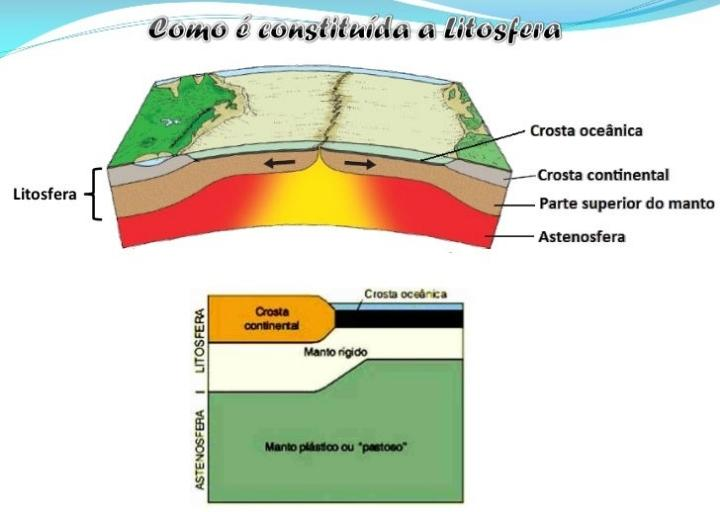 Como é constituída a Litosfera
Crosta oceânica
Crosta continental
Litosfera
Parte superior do manto
Astenosfera
Crosta oceânica
Crosta
continental
LITOSFERA
Manto rígido
ASTENOSFERA
Manto plástico ou "pastoso"